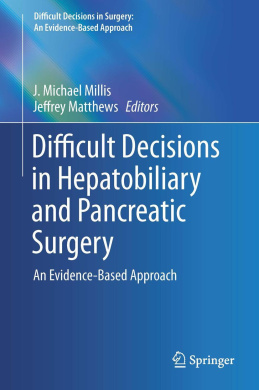 Difficult Decisions in Surgery:
An Evidence-Based Approach
J. Michael Millis
Jeffrey Matthews Editors
Difficult Decisions
in Hepatobiliary
and Pancreatic
Surgery
An Evidence-Based Approach
Springer